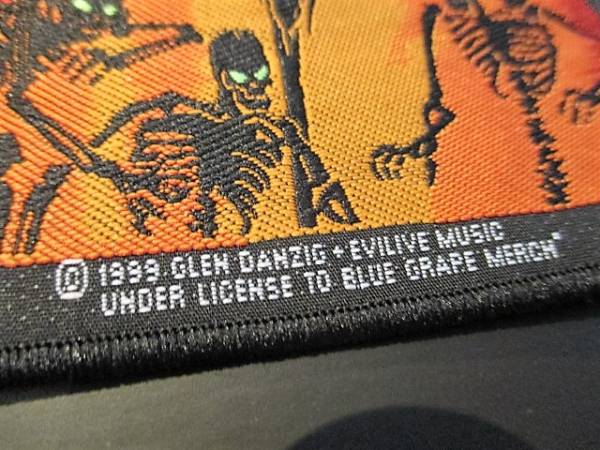 © 1999 GLEN DANZIG + EVILIVE MUSIC
UNDER LICENSE TO BLUE GRAPE MERCH